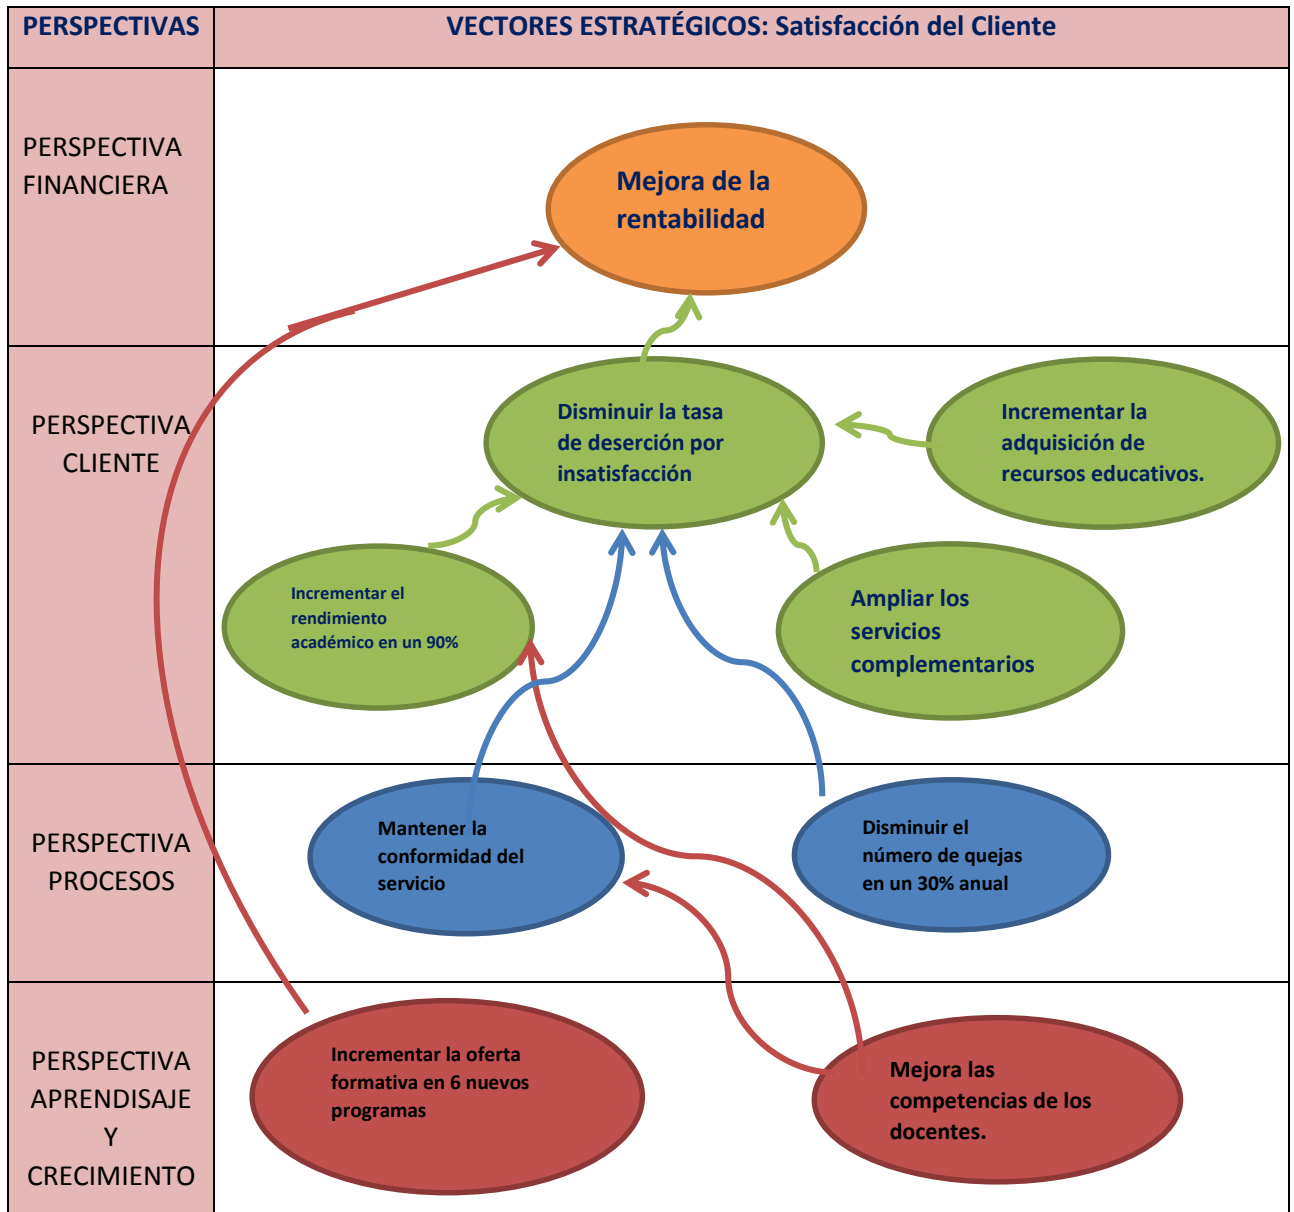 PERSPECTIVAS
VECTORES ESTRATÉGICOS: Satisfacción del Cliente
PERSPECTIVA
FINANCIERA
Mejora de la
rentabilidad
PERSPECTIVA
CLIENTE
Disminuir la tasa
de deserción por
insatisfacción
Incrementar la
adquisición de
recursos educativos.
Incrementar el
rendimiento
académico en un 90%
Ampliar los
servicios
complementarios
PERSPECTIVA
PROCESOS
Mantener la
conformidad del
servicio
Disminuir el
número de quejas
en un 30% anual
PERSPECTIVA
APRENDISAJE
Y
CRECIMIENTO
Incrementar la oferta
formativa en 6 nuevos
programas
Mejora las
competencias de los
docentes.